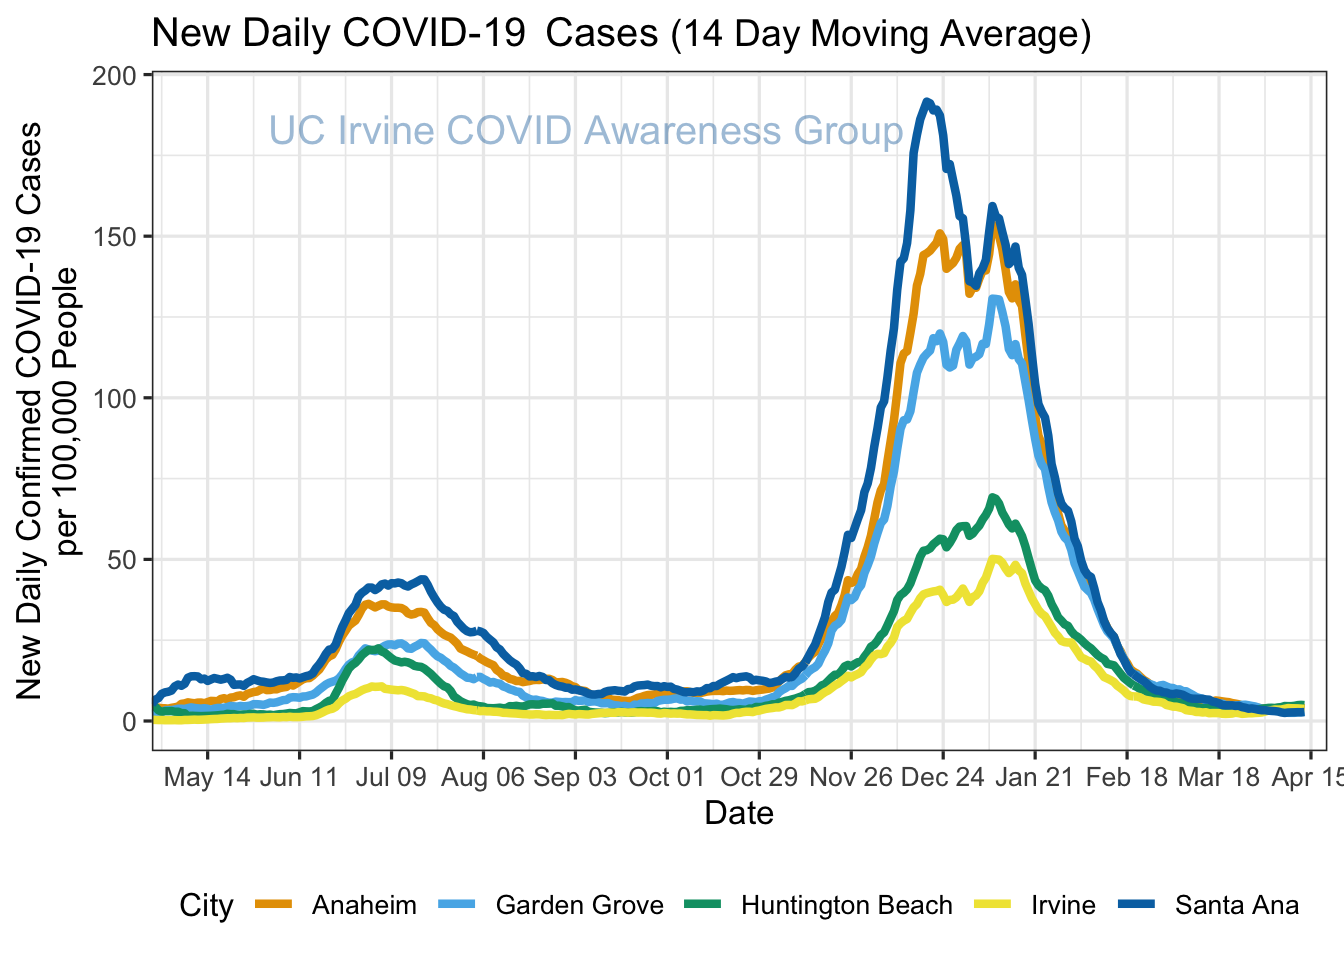 New Daily COVID-19  Cases (14 Day Moving Average)
UC Irvine COVID Awareness Group
New Daily Confirmed COVID-19 Cases
per 100,000 People
200
150
100
50
0
May 14 Jun 11 Jul 09 Aug 06 Sep 03 Oct 01 Oct 29 Nov 26 Dec 24 Jan 21 Feb 18 Mar 18 Apr 15
Date
City Anaheim Garden Grove Huntington Beach Irvine Santa Ana